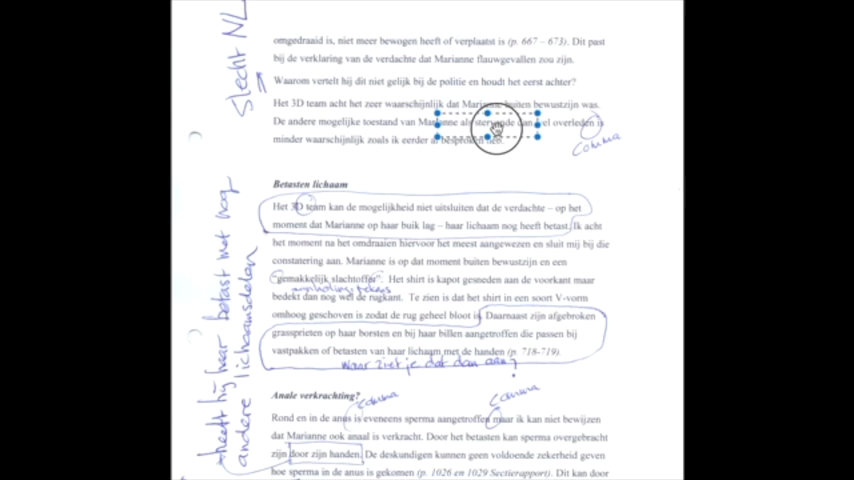 Slecht NL
omgedraaid is, niet meer bewogen heeft of verplaatst is (p. 667 – 673). Dit past
bij de verklaring van de verdachte dat Marianne flauwgevallen zou zijn.
Waarom vertelt hij dit niet gelijk bij de politie en houdt het eerst achter?
Het 3D team acht het zeer waarschijnlijk dat Marianne buiten bewustzijn was.
De andere mogelijke toestand van Marianne als stervende dan wel overleden is
comma
minder waarschijnlijk zoals ik eerder al besproken heb.
Betasten lichaam
Het 3D team kan de mogelijkheid niet uitsluiten dat de verdachte – op het
moment dat Marianne op haar buik lag – haar lichaam nog heeft betast. Ik acht
het moment na het omdraaien hiervoor het meest aangewezen en sluit mij bij die
constatering aan. Marianne is op dat moment buiten bewustzijn en een
"gemakkelijk slachtoffer". Het shirt is kapot gesneden aan de voorkant maar
aanhalingstekens
bedekt dan nog wel de rugkant. Te zien is dat het shirt in een soort V-vorm
omhoog geschoven is zodat de rug geheel bloot is. Daarnaast zijn afgebroken
grassprieten op haar borsten en bij haar billen aangetroffen die passen bij
vastpakken of betasten van haar lichaam met de handen (p. 718-719).
waar ziet je dat dan aan?
heeft hij haar betast met nog
andere lichaamsdelen
Anale verkrachting?
comma
comma
Rond en in de anus is eveneens sperma aangetroffen maar ik kan niet bewijzen
dat Marianne ook anaal is verkracht. Door het betasten kan sperma overgebracht
zijn door zijn handen. De deskundigen kunnen geen voldoende zekerheid geven
hoe sperma in de anus is gekomen (p. 1026 en 1029 Sectierapport). Dit kan door